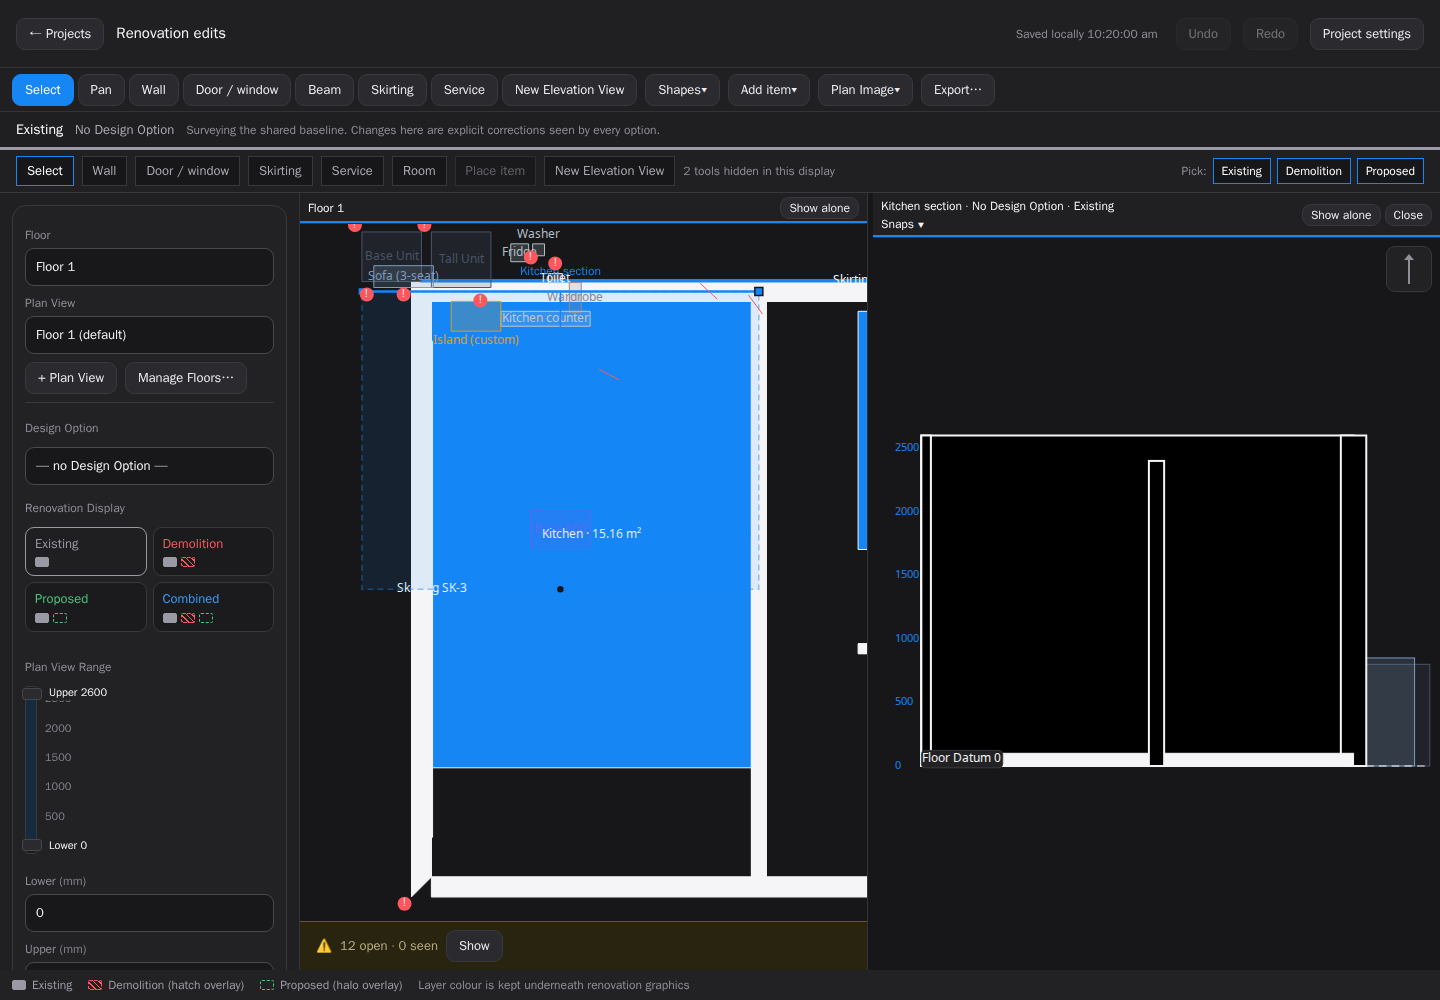 ← Projects
Renovation edits
Saved locally 10:20:00 am
Undo
Redo
Project settings
Select
Pan
Wall
Door / window
Beam
Skirting
Service
New Elevation View
Shapes▾
Add item▾
Plan Image▾
Export⋯
Existing
No Design Option
Surveying the shared baseline. Changes here are explicit corrections seen by every option.
Select
Wall
Door / window
Skirting
Service
Room
Place item
New Elevation View
2 tools hidden in this display
Pick:
Existing
Demolition
Proposed
Floor
Floor 1
Plan View
Floor 1 (default)
+ Plan View
Manage Floors⋯
Design Option
— no Design Option —
Renovation Display
Existing
Demolition
Proposed
Combined
Plan View Range
Upper 2600
2000
1500
1000
500
Lower 0
Lower (mm)
0
Upper (mm)
Floor 1
Show alone
Washer
Fridge
Base Unit
Tall Unit
Sofa (3-seat)
Kitchen section
Toilet
Skirtin
Wardrobe
Kitchen counter
Island (custom)
Kitchen · 15.16 m²
SK-3
⚠️ 12 open · 0 seen
Show
Kitchen section · No Design Option · Existing
Snaps ▾
Show alone
Close
2500
2000
1500
1000
500
0
Floor Datum 0
Existing
Demolition (hatch overlay)
Proposed (halo overlay)
Layer colour is kept underneath renovation graphics